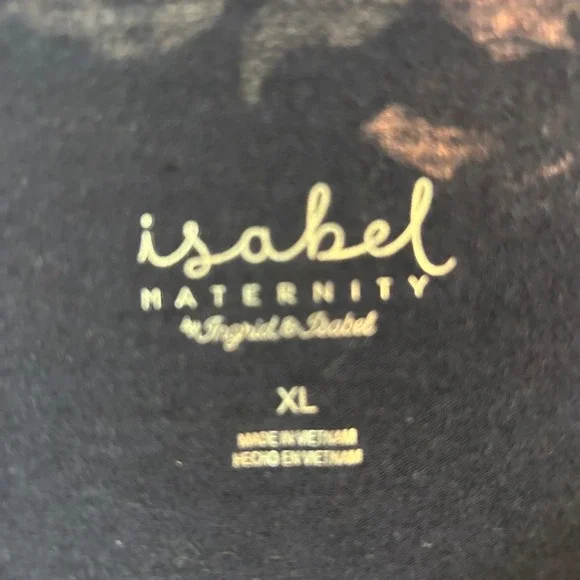 isabel
MATERNITY
by Ingrid & Isabel
XL
MADE IN VIETNAM
HECHO EN VIETNAM